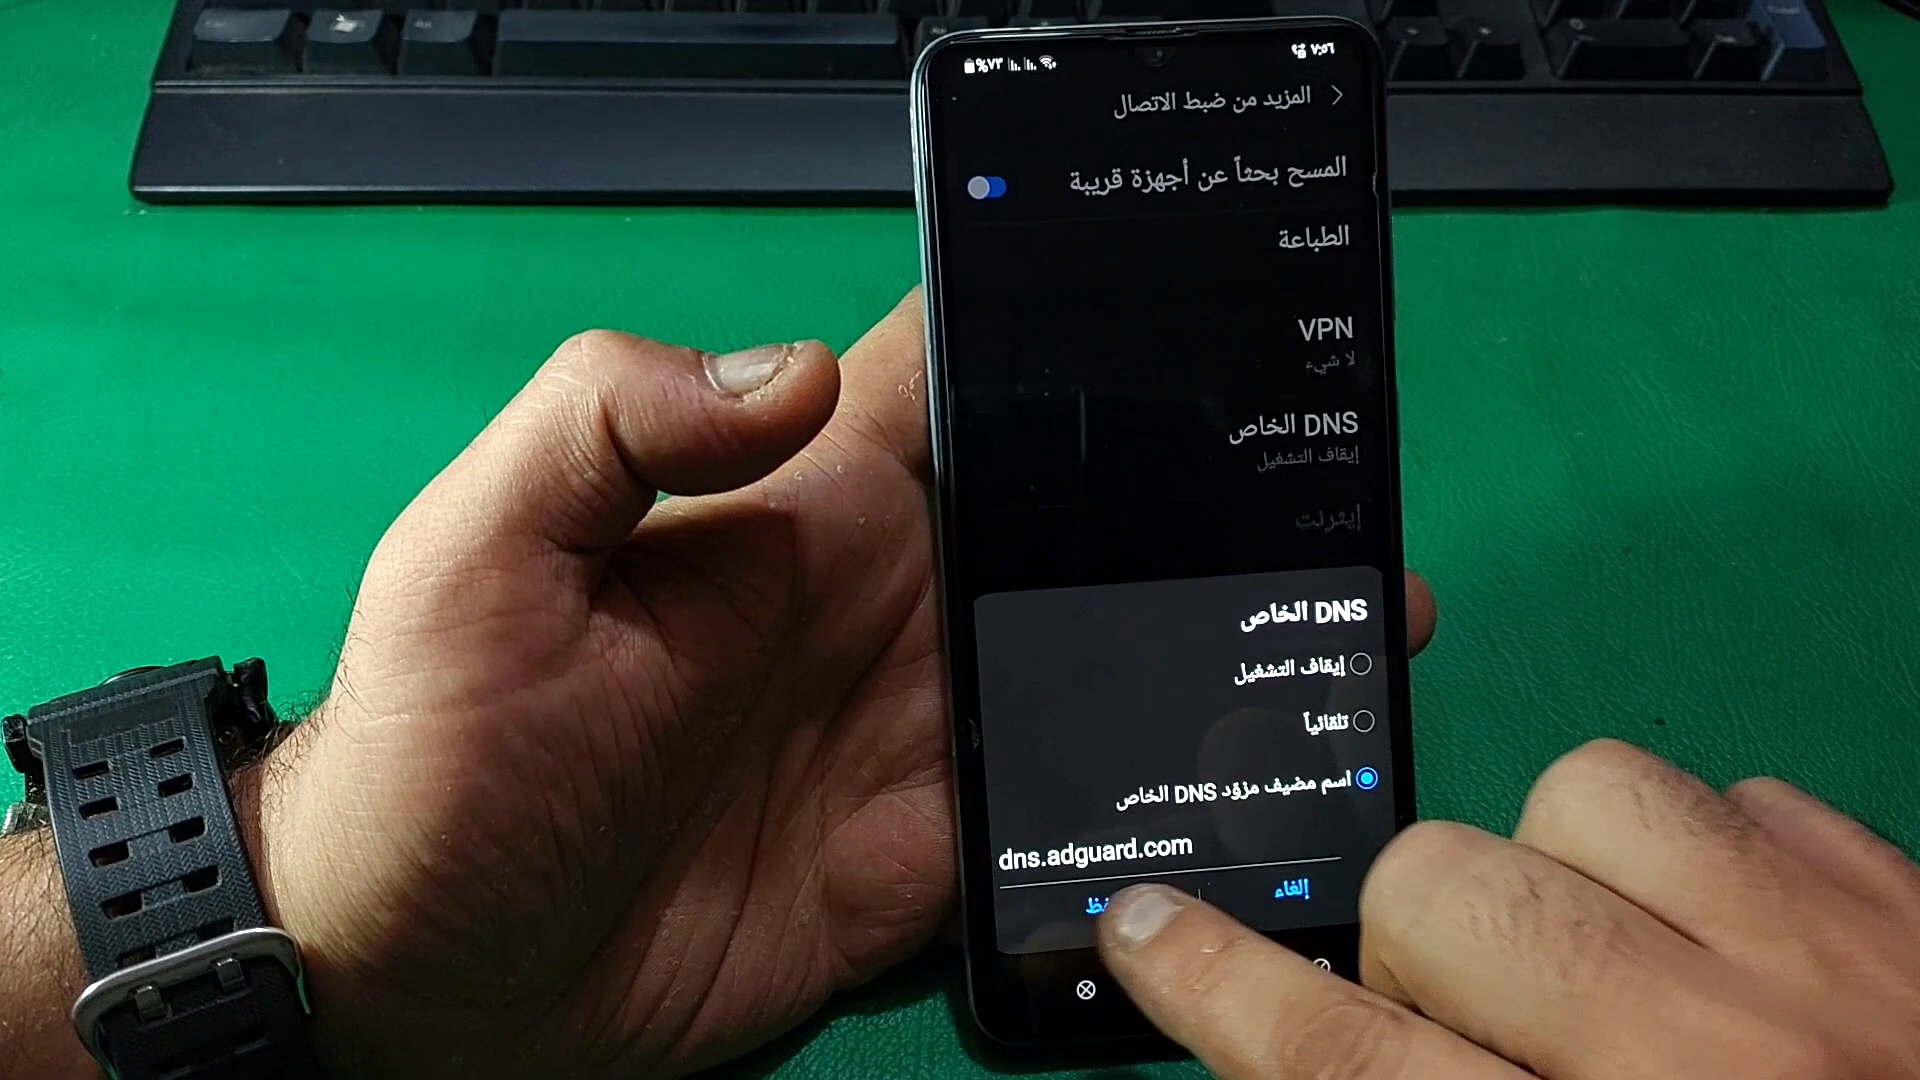 ٧:٥٦
%٧٣
المزيد من ضبط الاتصال
المسح بحثاً عن أجهزة قريبة
الطباعة
VPN
لا شيء
DNS الخاص
إيقاف التشغيل
إيثرنت
DNS الخاص
إيقاف التشغيل
تلقائياً
اسم مضيف مزوّد DNS الخاص
dns.adguard.com
إلغاء